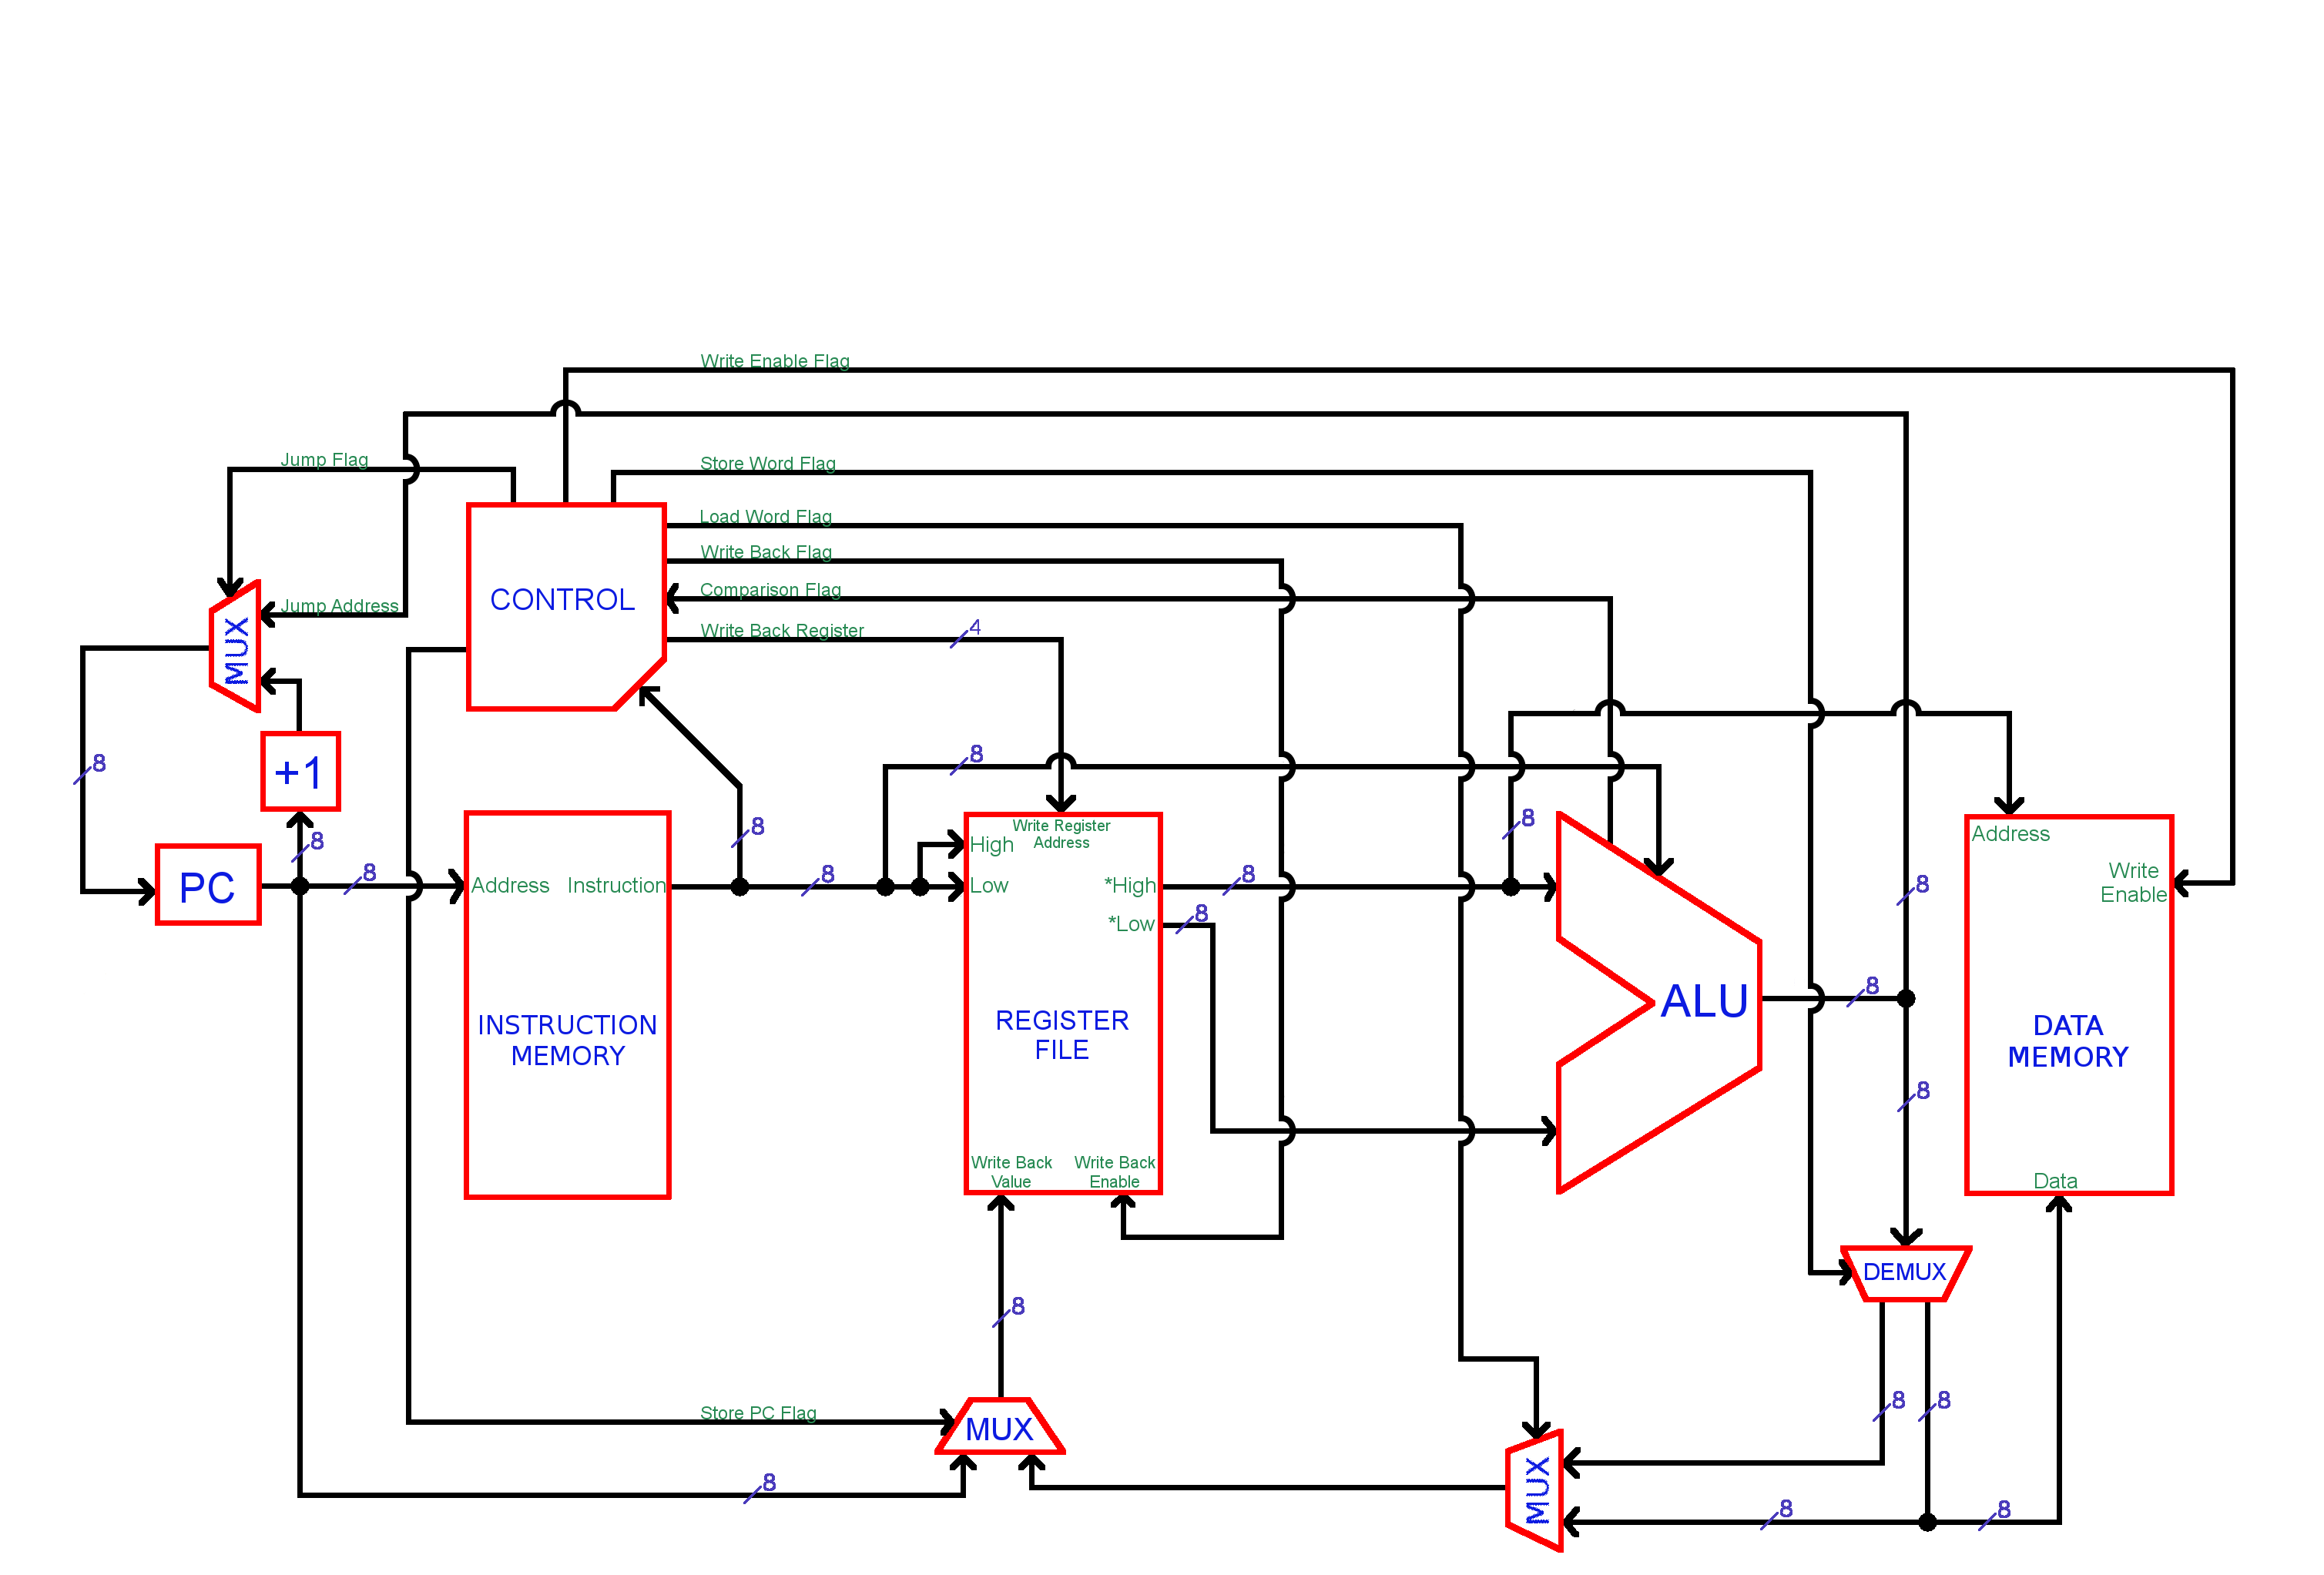 Write Enable Flag
Jump Flag
Store Word Flag
Load Word Flag
Write Back Flag
Comparison Flag
CONTROL
Jump Address
Write Back Register
4
MUX
8
8
+1
8
8
8
8
8
PC
8
Address
Instruction
8
High
Low
Write Register
Address
*High
8
*Low
8
8
Address
Write
Enable
ALU
8
8
INSTRUCTION
MEMORY
REGISTER
FILE
DATA
MEMORY
Write Back
Value
Write Back
Enable
Data
DEMUX
8
Store PC Flag
MUX
8
8
8
MUX
8
8